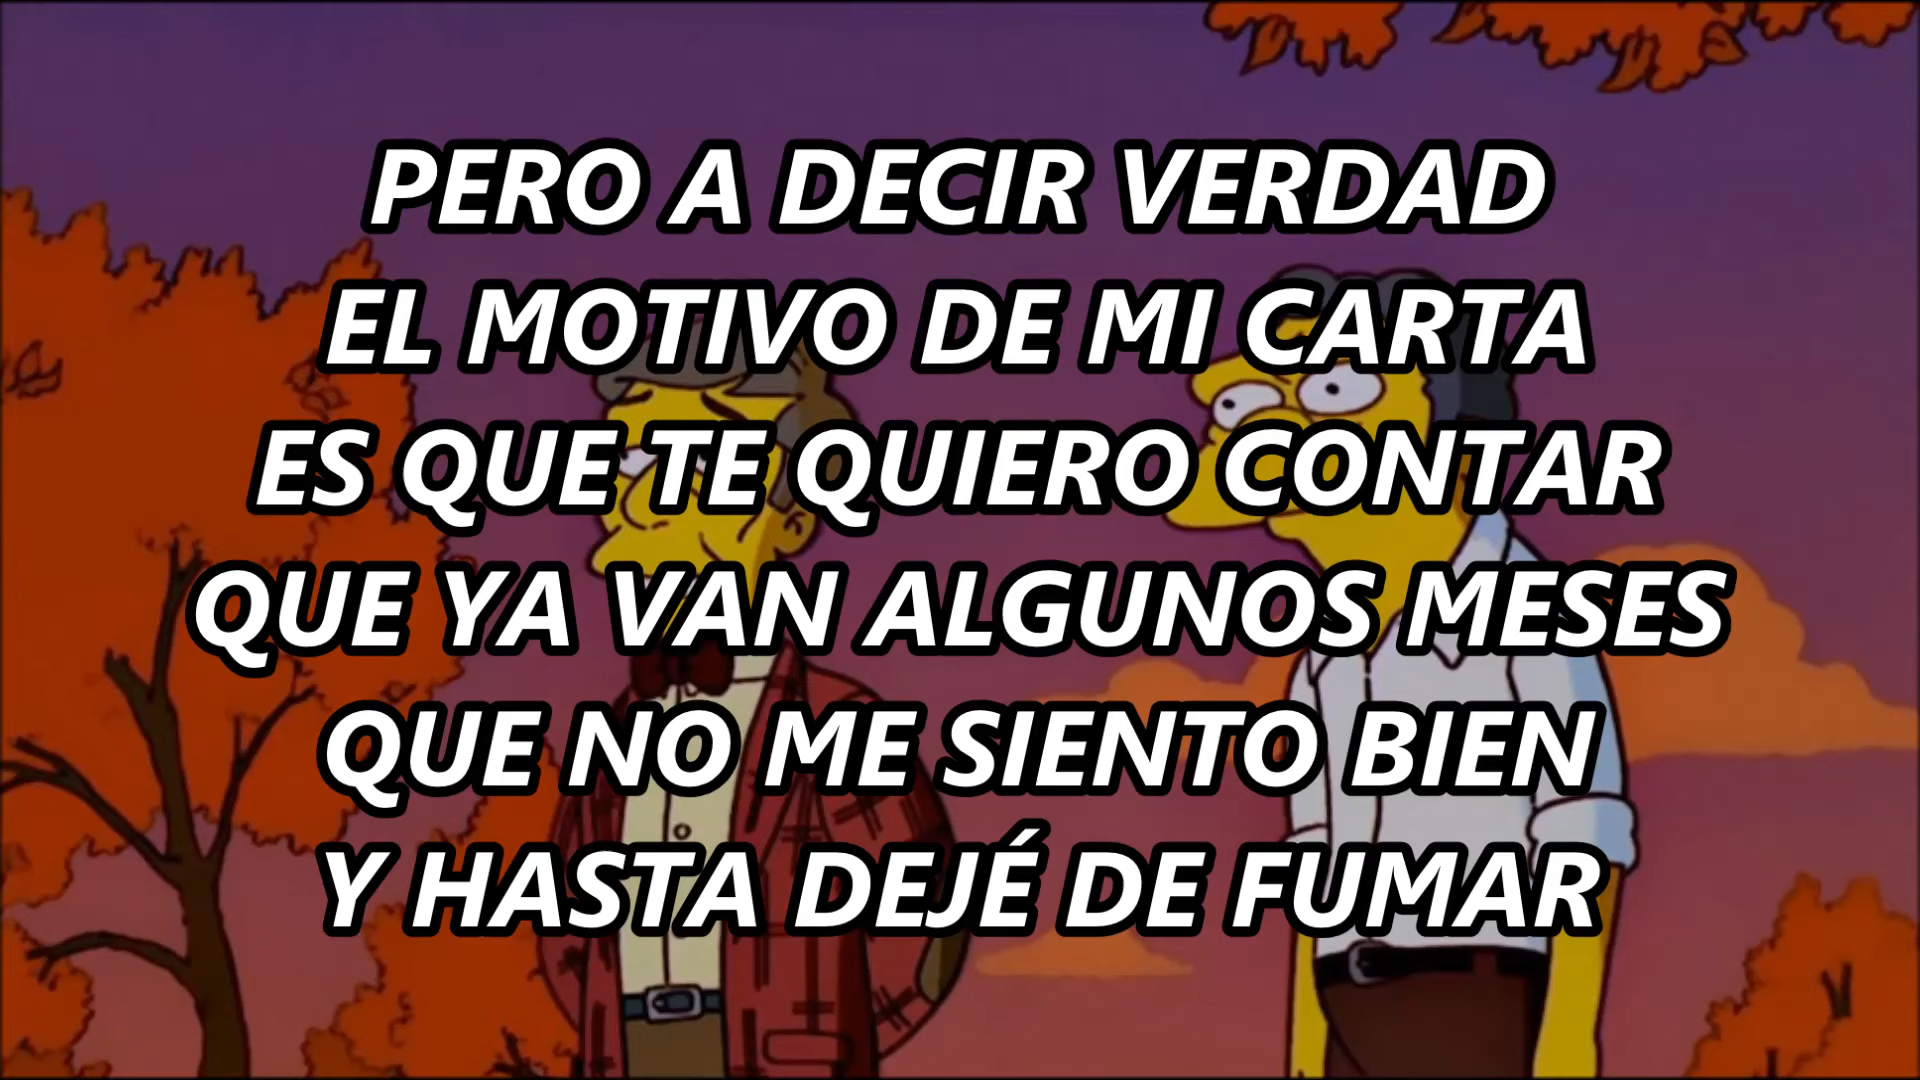 PERO A DECIR VERDAD
EL MOTIVO DE MI CARTA
ES QUE TE QUIERO CONTAR
QUE YA VAN ALGUNOS MESES
QUE NO ME SIENTO BIEN
Y HASTA DEJÉ DE FUMAR